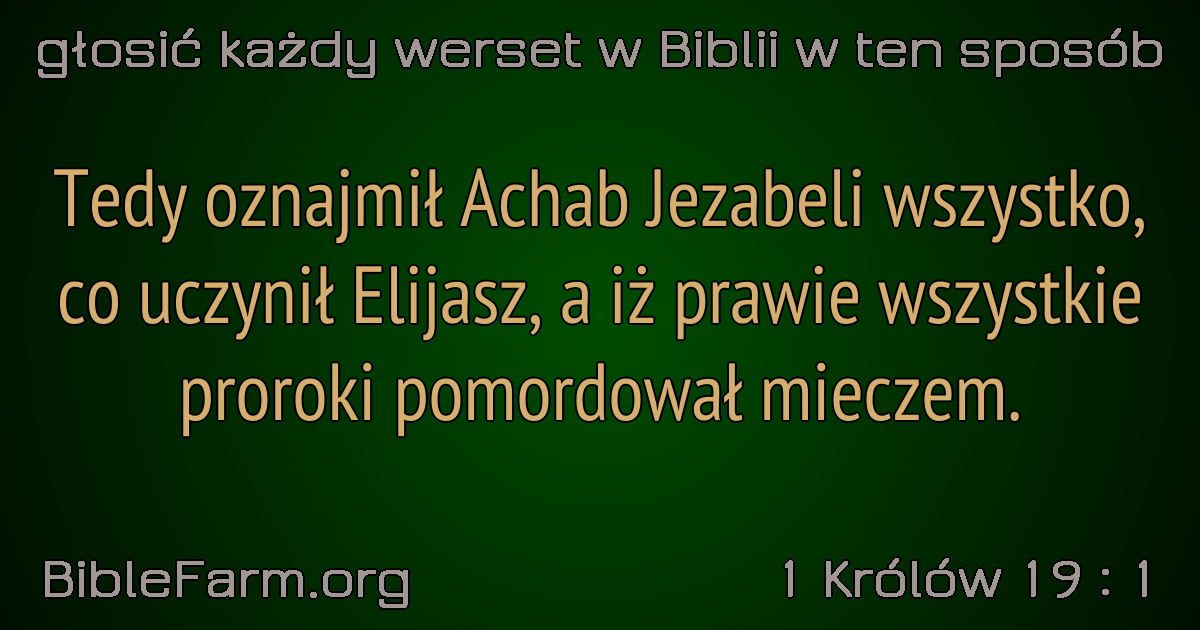 głosić każdy werset w Biblii w ten sposób
Tedy oznajmił Achab Jezabeli wszystko,
co uczynił Elijasz, a iż prawie wszystkie
proroki pomordował mieczem.
BibleFarm.org
1 Królów 19 : 1